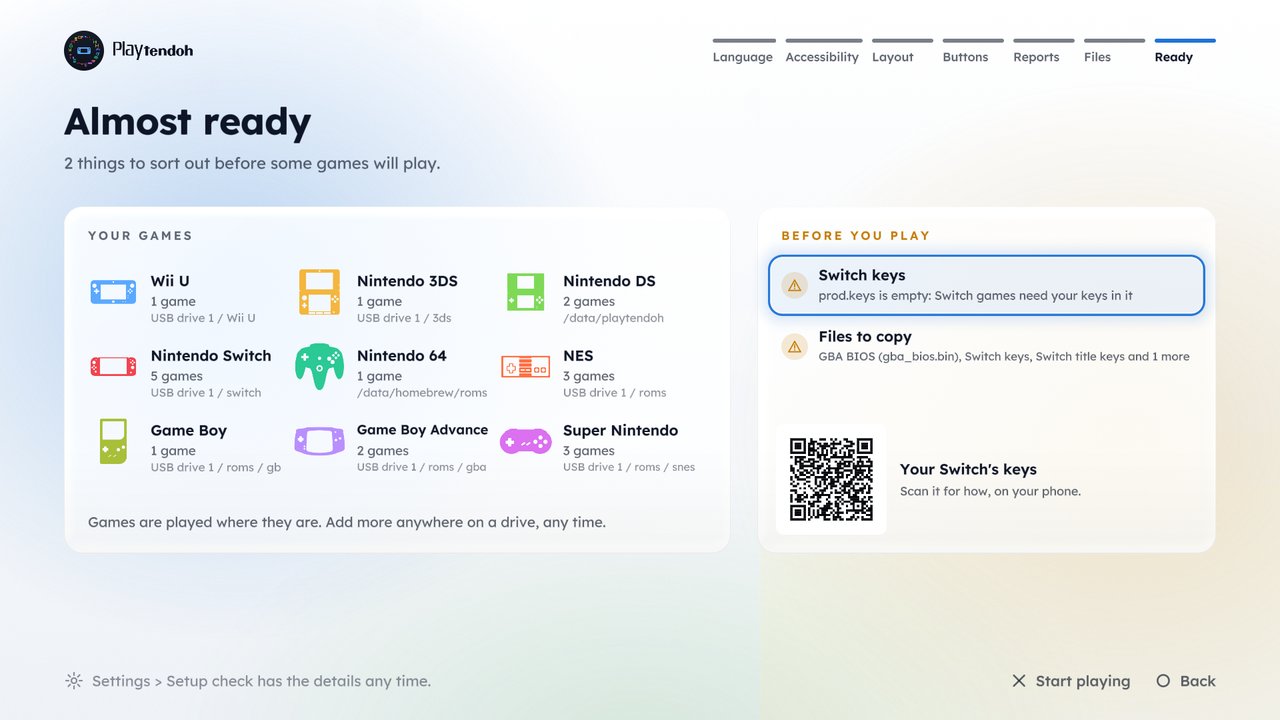 Playtendoh
Language
Accessibility
Layout
Buttons
Reports
Files
Ready
Almost ready
2 things to sort out before some games will play.
YOUR GAMES
Wii U
1 game
USB drive 1 / Wii U
Nintendo 3DS
1 game
USB drive 1 / 3ds
Nintendo DS
2 games
/data/playtendoh
Nintendo Switch
5 games
USB drive 1 / switch
Nintendo 64
1 game
/data/homebrew/roms
NES
3 games
USB drive 1 / roms
Game Boy
1 game
USB drive 1 / roms / gb
Game Boy Advance
2 games
USB drive 1 / roms / gba
Super Nintendo
3 games
USB drive 1 / roms / snes
Games are played where they are. Add more anywhere on a drive, any time.
BEFORE YOU PLAY
Switch keys
prod.keys is empty: Switch games need your keys in it
Files to copy
GBA BIOS (gba_bios.bin), Switch keys, Switch title keys and 1 more
Your Switch's keys
Scan it for how, on your phone.
Settings > Setup check has the details any time.
Start playing
Back